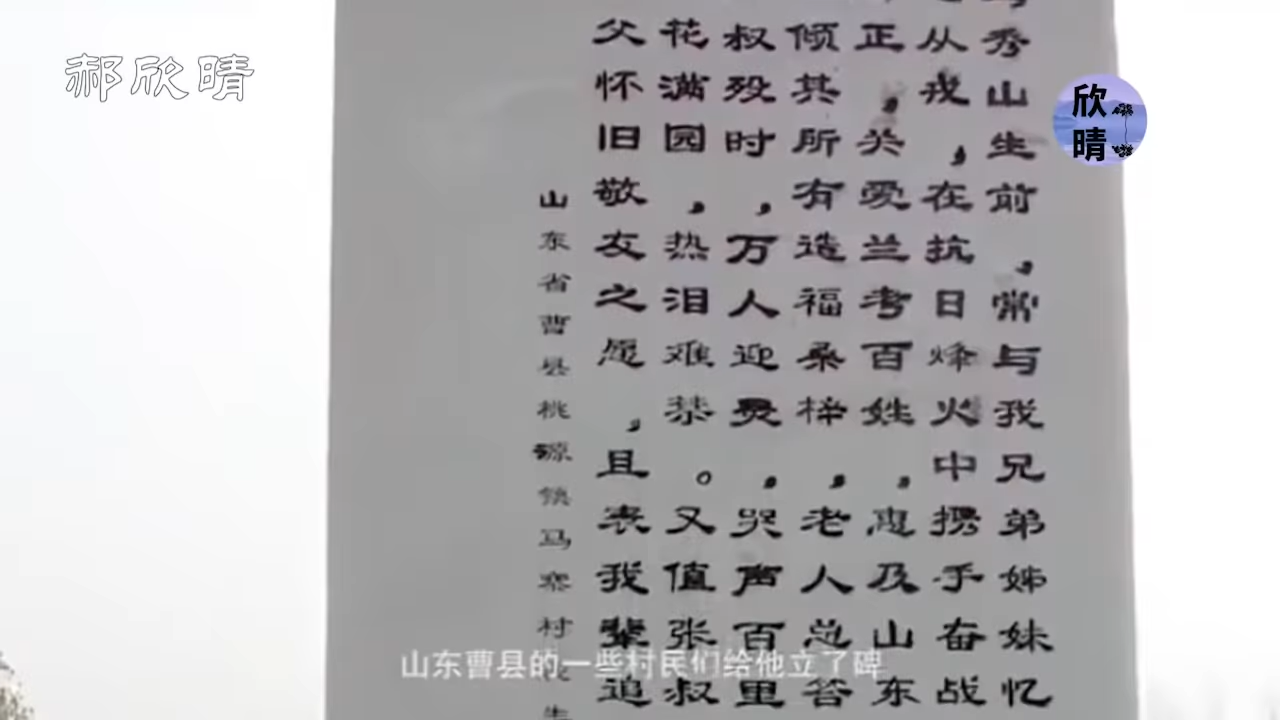 郝欣晴
欣晴
秀山生前，常与我兄弟姊妹忆
从戎，在抗日烽火中携手奋战
正，关爱兰考百姓，惠及山东
倾其所有造福桑梓，老人总答
叔殁时，万人迎灵，哭声百里
花满园，热泪难禁。又值张叔
父怀旧敬友之愿，且表我辈追
山东省曹县桃源镇马寨村
山东曹县的一些村民们给他立了碑